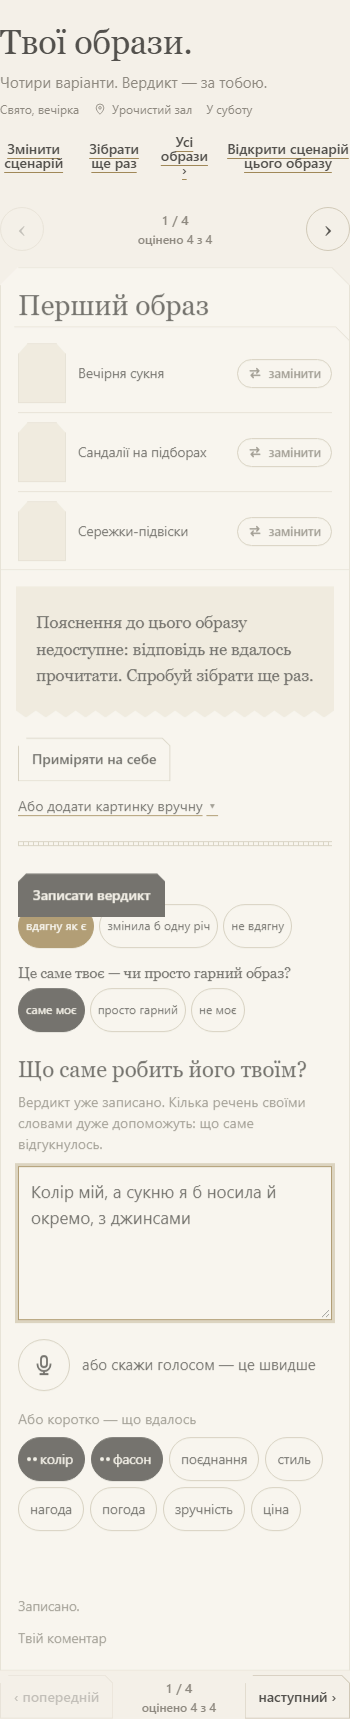 Твої образи.
Чотири варіанти. Вердикт — за тобою.
Свято, вечірка Урочистий зал У суботу
Змінити сценарій
Зібрати ще раз
Усі образи ›
Відкрити сценарій цього образу
‹ 1 / 4 ›
оцінено 4 з 4
Перший образ
Вечірня сукня замінити
Сандалії на підборах замінити
Сережки-підвіски замінити
Пояснення до цього образу
недоступне: відповідь не вдалось
прочитати. Спробуй зібрати ще раз.
Приміряти на себе
Або додати картинку вручну
Записати вердикт
вдягну як є змінила б одну річ не вдягну
Це саме твоє — чи просто гарний образ?
саме моє просто гарний не моє
Що саме робить його твоїм?
Вердикт уже записано. Кілька речень своїми
словами дуже допоможуть: що саме
відгукнулось.
Колір мій, а сукню я б носила й
окремо, з джинсами
або скажи голосом — це швидше
Або коротко — що вдалось
колір фасон поєднання стиль
нагода погода зручність ціна
Записано.
Твій коментар
‹ попередній 1 / 4 наступний ›
оцінено 4 з 4